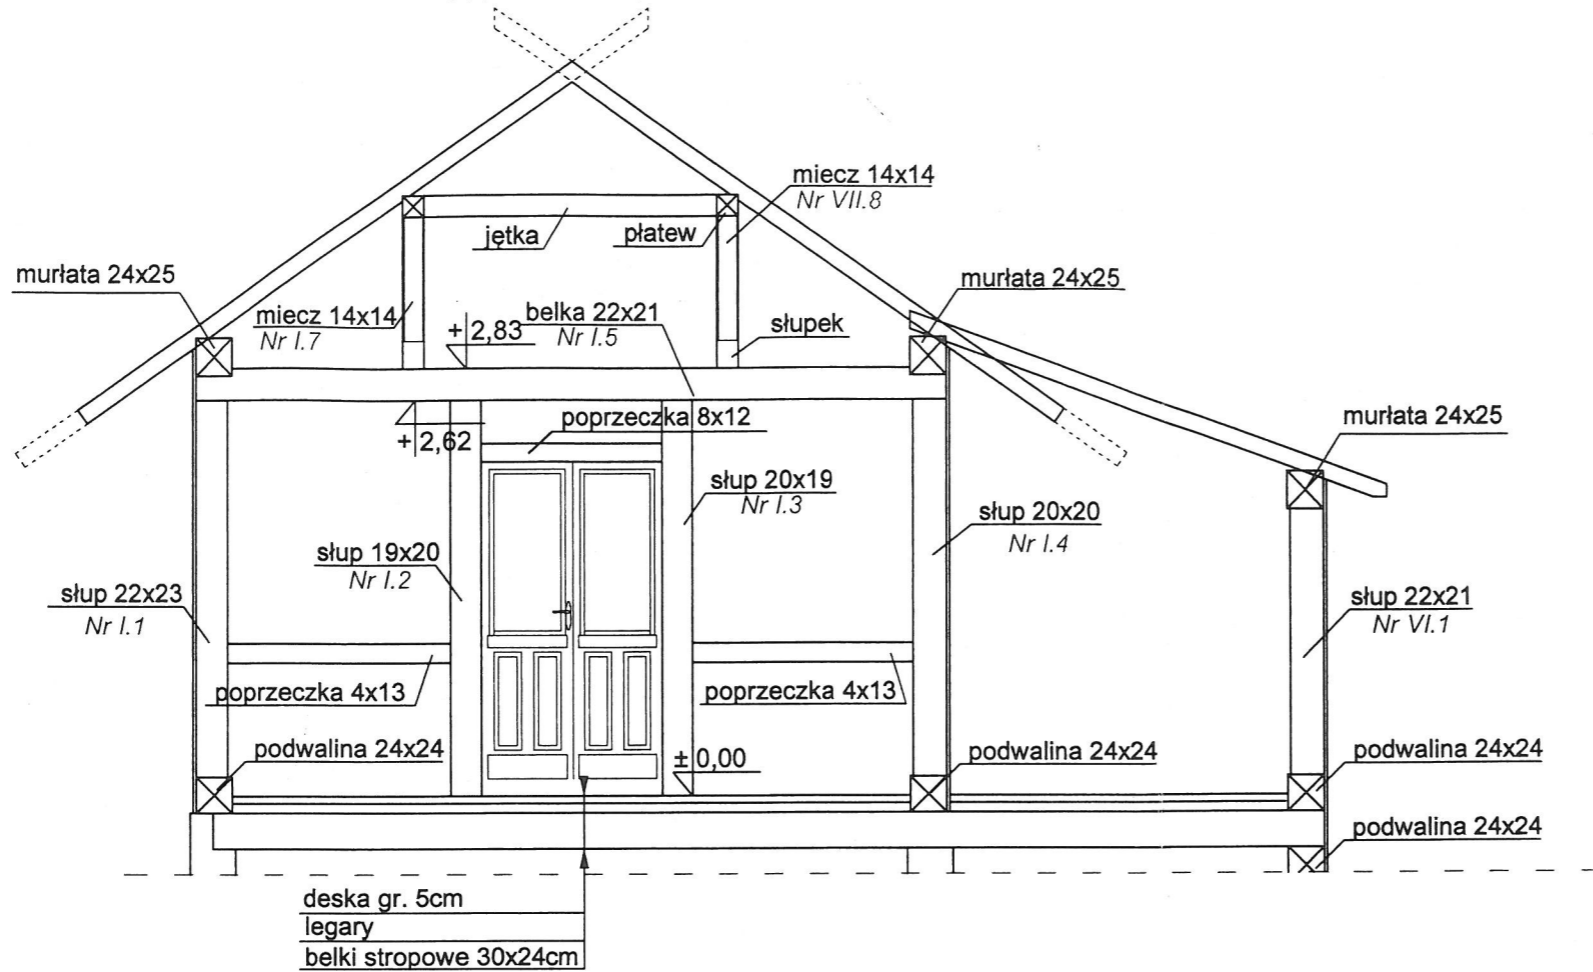 miecz 14x14
Nr VII.8
jętka
płatew
murłata 24x25
murłata 24x25
miecz 14x14
Nr I.7
+2,83
belka 22x21
Nr I.5
słupek
poprzeczka 8x12
+2,62
murłata 24x25
słup 20x19
Nr I.3
słup 20x20
Nr I.4
słup 19x20
Nr I.2
słup 22x23
Nr I.1
słup 22x21
Nr VI.1
poprzeczka 4x13
poprzeczka 4x13
podwalina 24x24
±0,00
podwalina 24x24
podwalina 24x24
podwalina 24x24
deska gr. 5cm
legary
belki stropowe 30x24cm